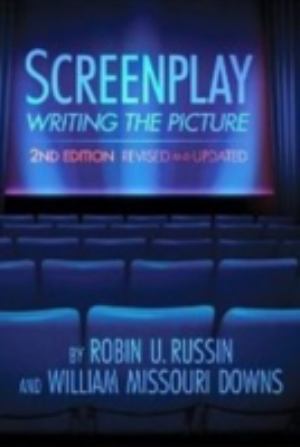 SCREENPLAY
WRITING THE PICTURE
2ND EDITION REVISED AND UPDATED
BY ROBIN U. RUSSIN
AND WILLIAM MISSOURI DOWNS